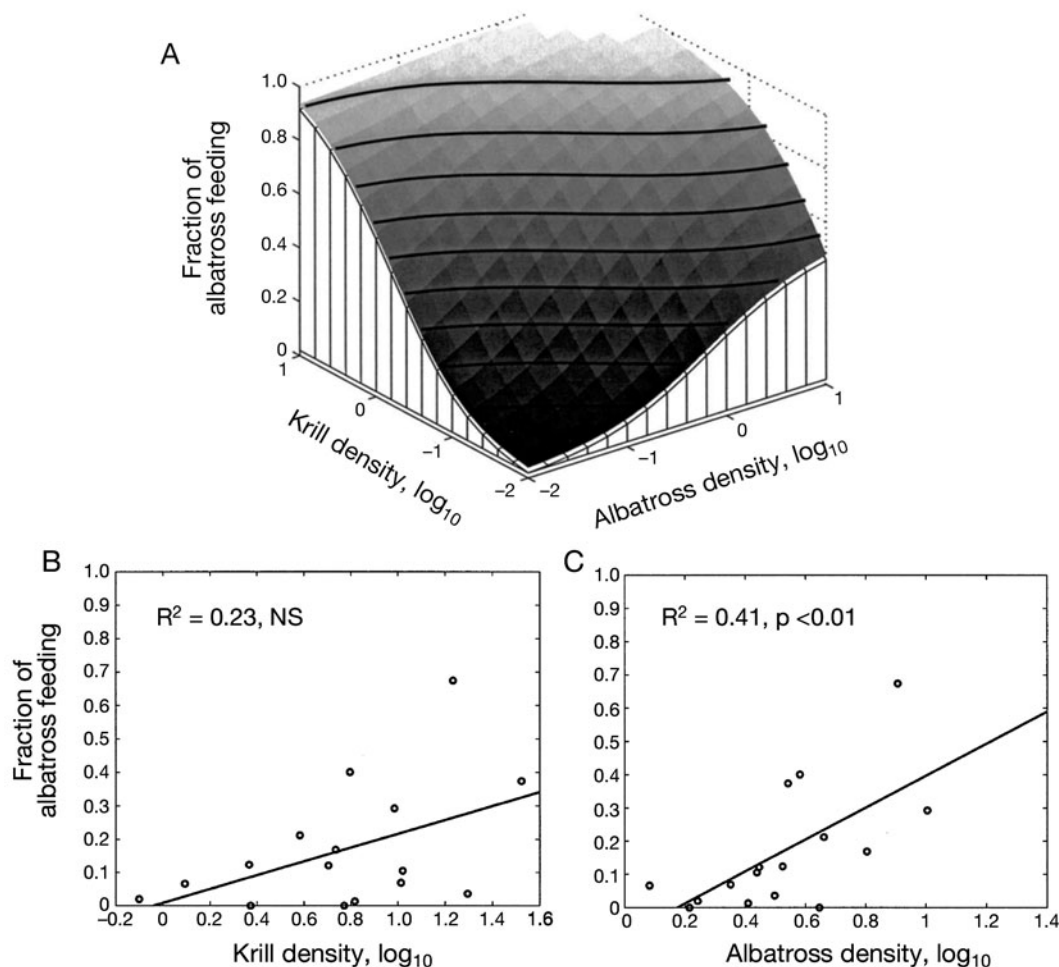 A
Fraction of
albatross feeding
1.0
0.8
0.6
0.4
0.2
0
1
0
−1
−2
Krill density, log10
−2
−1
0
1
Albatross density, log10
B
R2 = 0.23, NS
Fraction of
albatross feeding
1.0
0.9
0.8
0.7
0.6
0.5
0.4
0.3
0.2
0.1
0
−0.2 0 0.2 0.4 0.6 0.8 1.0 1.2 1.4 1.6
Krill density, log10
C
R2 = 0.41, p <0.01
1.0
0.9
0.8
0.7
0.6
0.5
0.4
0.3
0.2
0.1
0
0 0.2 0.4 0.6 0.8 1 1.2 1.4
Albatross density, log10